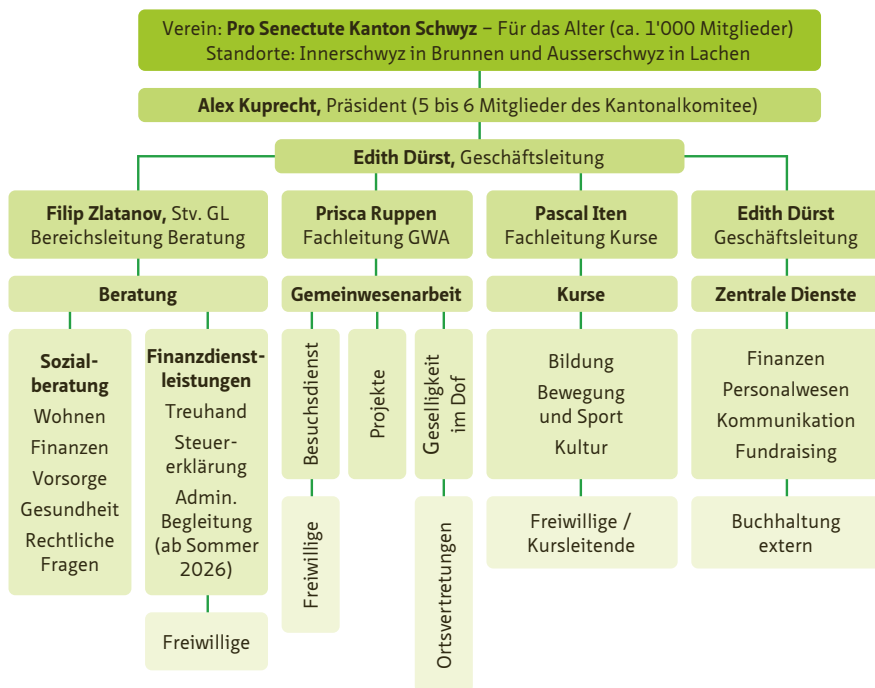 Verein: Pro Senectute Kanton Schwyz – Für das Alter (ca. 1'000 Mitglieder)
Standorte: Innerschwyz in Brunnen und Ausserschwyz in Lachen
Alex Kuprecht, Präsident (5 bis 6 Mitglieder des Kantonalkomitee)
Edith Dürst, Geschäftsleitung
Filip Zlatanov, Stv. GL
Bereichsleitung Beratung
Prisca Ruppen
Fachleitung GWA
Pascal Iten
Fachleitung Kurse
Edith Dürst
Geschäftsleitung
Beratung
Gemeinwesenarbeit
Kurse
Zentrale Dienste
Sozial-
beratung
Wohnen
Finanzen
Vorsorge
Gesundheit
Rechtliche
Fragen
Finanzdienst-
leistungen
Treuhand
Steuer-
erklärung
Admin.
Begleitung
(ab Sommer
2026)
Freiwillige
Besuchsdienst
Freiwillige
Projekte
Geselligkeit
im Dof
Ortsvertretungen
Bildung
Bewegung
und Sport
Kultur
Freiwillige /
Kursleitende
Finanzen
Personalwesen
Kommunikation
Fundraising
Buchhaltung
extern